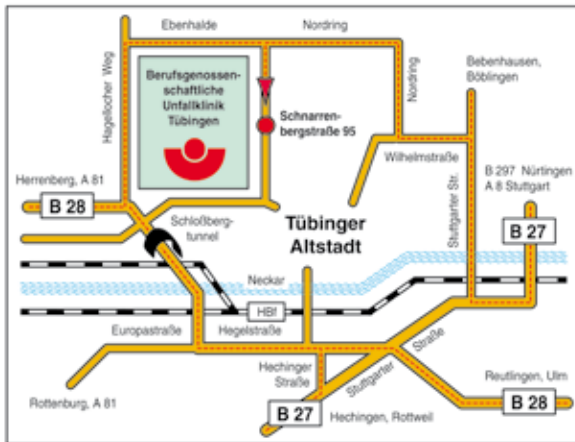 Ebenhalde
Nordring
Hagellocher Weg
Berufsgenossen-
schaftliche
Unfallklinik
Tübingen
Schnarren-
bergstraße 95
Nordring
Bebenhausen,
Böblingen
Wilhelmstraße
Herrenberg, A 81
B 28
Schloßberg-
tunnel
Tübinger
Altstadt
Stuttgarter Str.
B 297 Nürtingen
A 8 Stuttgart
B 27
Neckar
HBf
Europastraße
Hegelstraße
Hechinger
Straße
Stuttgarter
Straße
Rottenburg, A 81
B 27
Hechingen, Rottweil
Reutlingen, Ulm
B 28